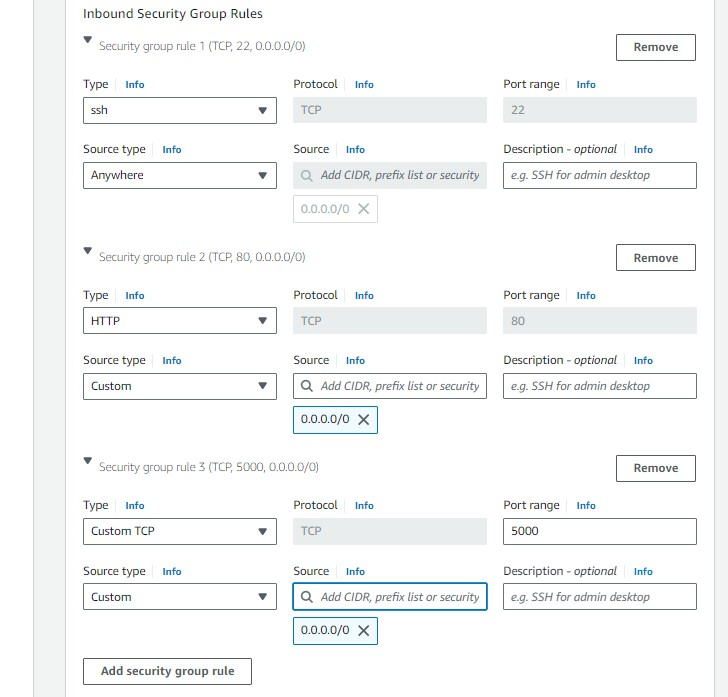 Inbound Security Group Rules
Security group rule 1 (TCP, 22, 0.0.0.0/0)
Remove
Type Info Protocol Info Port range Info
ssh TCP 22
Source type Info Source Info Description - optional Info
Anywhere Add CIDR, prefix list or security e.g. SSH for admin desktop
0.0.0.0/0
Security group rule 2 (TCP, 80, 0.0.0.0/0)
Remove
Type Info Protocol Info Port range Info
HTTP TCP 80
Source type Info Source Info Description - optional Info
Custom Add CIDR, prefix list or security e.g. SSH for admin desktop
0.0.0.0/0
Security group rule 3 (TCP, 5000, 0.0.0.0/0)
Remove
Type Info Protocol Info Port range Info
Custom TCP TCP 5000
Source type Info Source Info Description - optional Info
Custom Add CIDR, prefix list or security e.g. SSH for admin desktop
0.0.0.0/0
Add security group rule